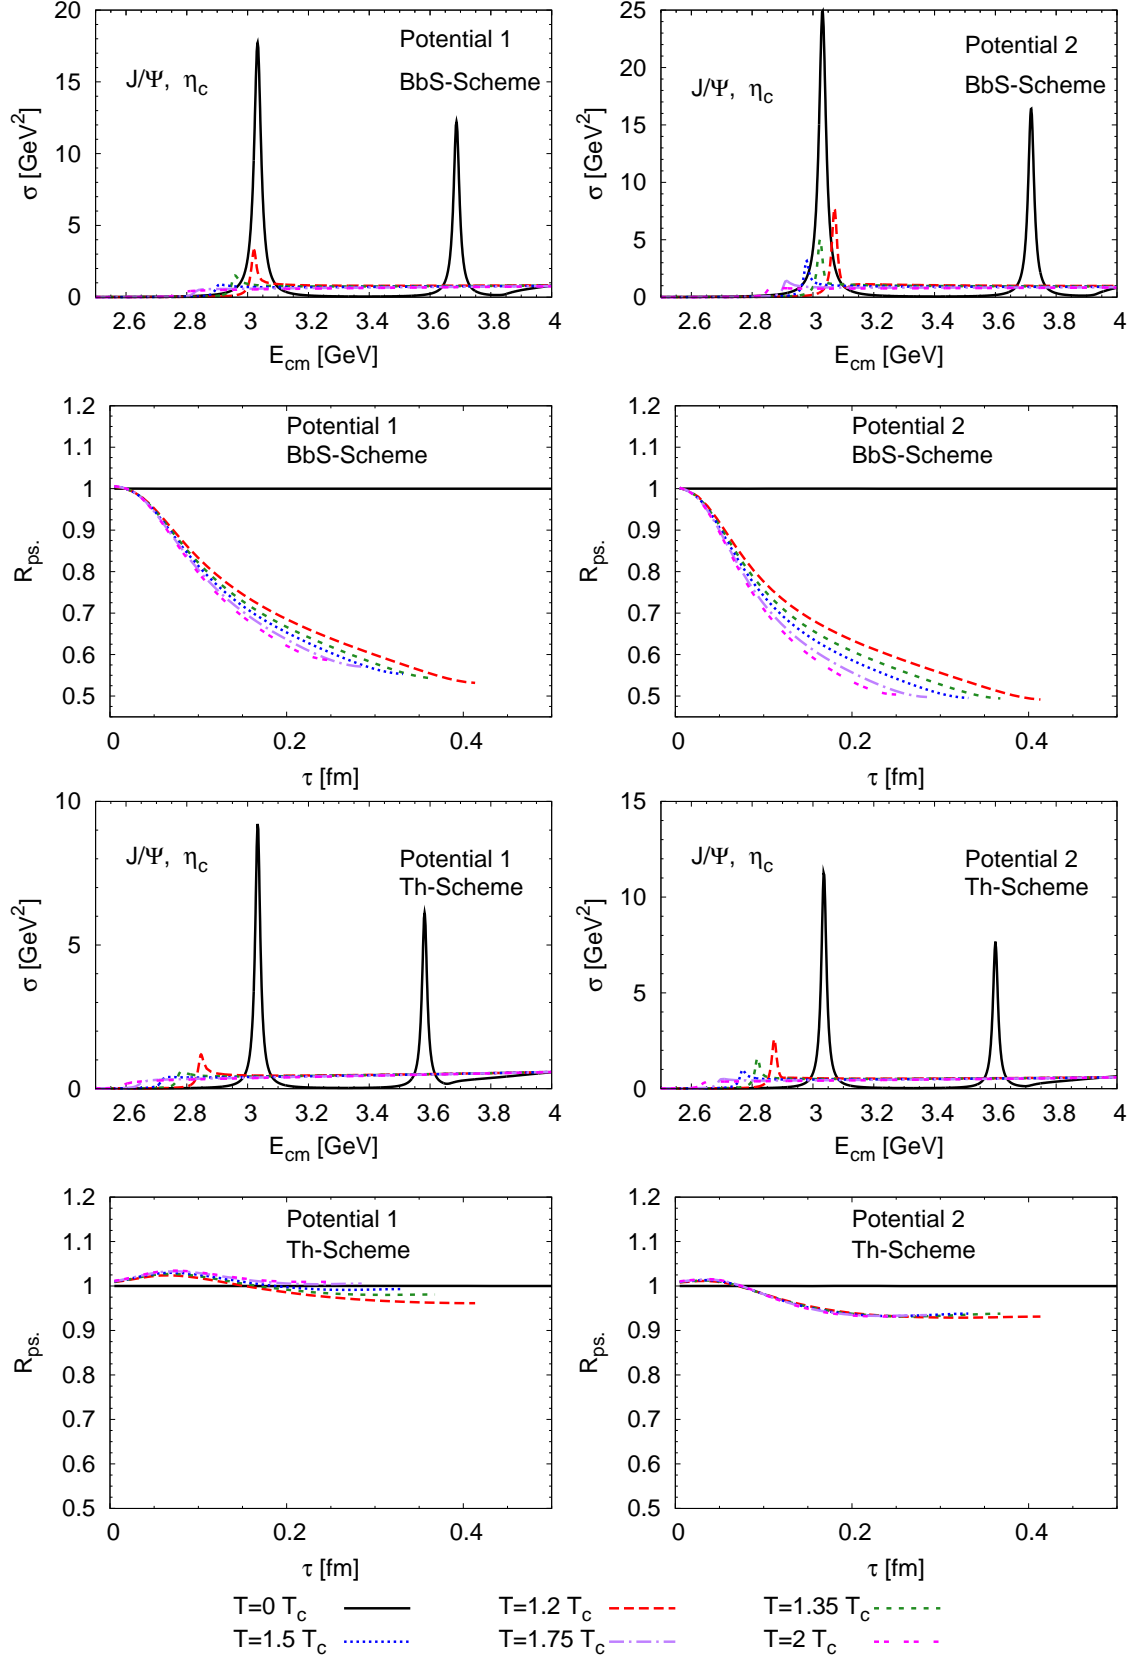 20
15
10
5
0
σ [GeV²]
J/Ψ, η_c
Potential 1
BbS-Scheme
2.6 2.8 3 3.2 3.4 3.6 3.8 4
E_cm [GeV]
25
20
15
10
5
0
σ [GeV²]
J/Ψ, η_c
Potential 2
BbS-Scheme
2.6 2.8 3 3.2 3.4 3.6 3.8 4
E_cm [GeV]
1.2
1.1
1
0.9
0.8
0.7
0.6
0.5
R_ps.
Potential 1
BbS-Scheme
0 0.2 0.4
τ [fm]
1.2
1.1
1
0.9
0.8
0.7
0.6
0.5
R_ps.
Potential 2
BbS-Scheme
0 0.2 0.4
τ [fm]
10
5
0
σ [GeV²]
J/Ψ, η_c
Potential 1
Th-Scheme
2.6 2.8 3 3.2 3.4 3.6 3.8 4
E_cm [GeV]
15
10
5
0
σ [GeV²]
J/Ψ, η_c
Potential 2
Th-Scheme
2.6 2.8 3 3.2 3.4 3.6 3.8 4
E_cm [GeV]
1.2
1.1
1
0.9
0.8
0.7
0.6
0.5
R_ps.
Potential 1
Th-Scheme
0 0.2 0.4
τ [fm]
1.2
1.1
1
0.9
0.8
0.7
0.6
0.5
R_ps.
Potential 2
Th-Scheme
0 0.2 0.4
τ [fm]
T=0 T_c T=1.2 T_c T=1.35 T_c
T=1.5 T_c T=1.75 T_c T=2 T_c